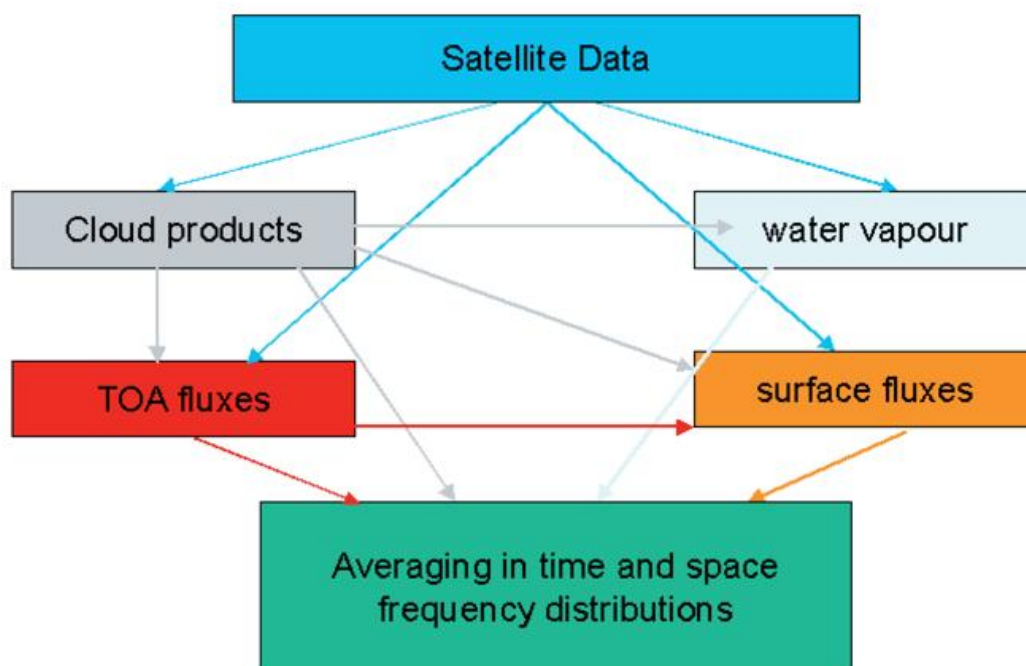 Satellite Data
Cloud products
water vapour
TOA fluxes
surface fluxes
Averaging in time and space
frequency distributions